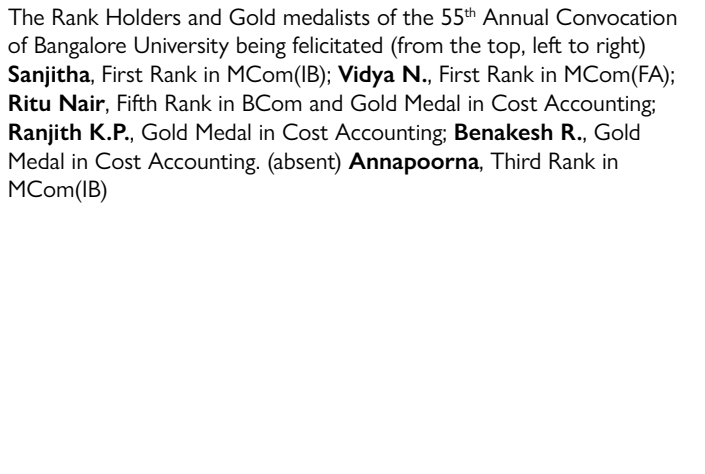 The Rank Holders and Gold medalists of the 55th Annual Convocation
of Bangalore University being felicitated (from the top, left to right)
Sanjitha, First Rank in MCom(IB); Vidya N., First Rank in MCom(FA);
Ritu Nair, Fifth Rank in BCom and Gold Medal in Cost Accounting;
Ranjith K.P., Gold Medal in Cost Accounting; Benakesh R., Gold
Medal in Cost Accounting. (absent) Annapoorna, Third Rank in
MCom(IB)